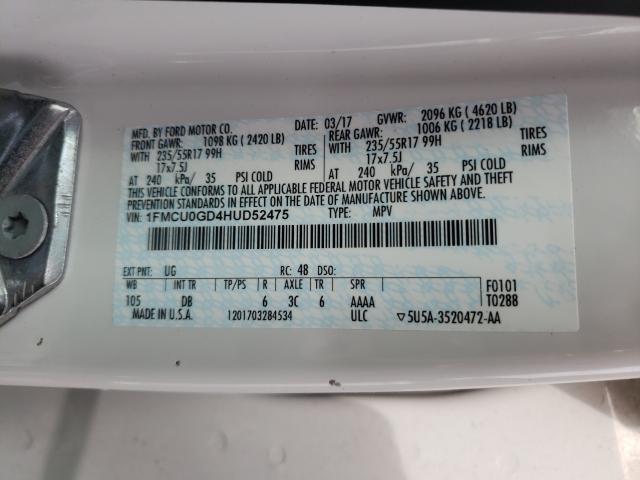 MFD. BY FORD MOTOR CO. 03/17 GVWR: 2096 KG ( 4620 LB)
FRONT GAWR: 1098 KG ( 2420 LB) REAR GAWR: 1006 KG ( 2218 LB)
WITH 235/55R17 99H TIRES WITH 235/55R17 99H TIRES
17x7.5J RIMS 17x7.5J RIMS
AT 240 kPa/ 35 PSI COLD AT 240 kPa/ 35 PSI COLD
THIS VEHICLE CONFORMS TO ALL APPLICABLE FEDERAL MOTOR VEHICLE SAFETY AND THEFT
PREVENTION STANDARDS IN EFFECT ON THE DATE OF MANUFACTURE SHOWN ABOVE.
VIN: 1FMCU0GD4HUD52475 TYPE: MPV
EXT PNT: UG RC: 48 DSO:
WB INT TR TP/PS R AXLE TR SPR F0101
105 DB 6 3C 6 AAAA T0288
MADE IN U.S.A. 1201703284534 ULC ▽5U5A-3520472-AA